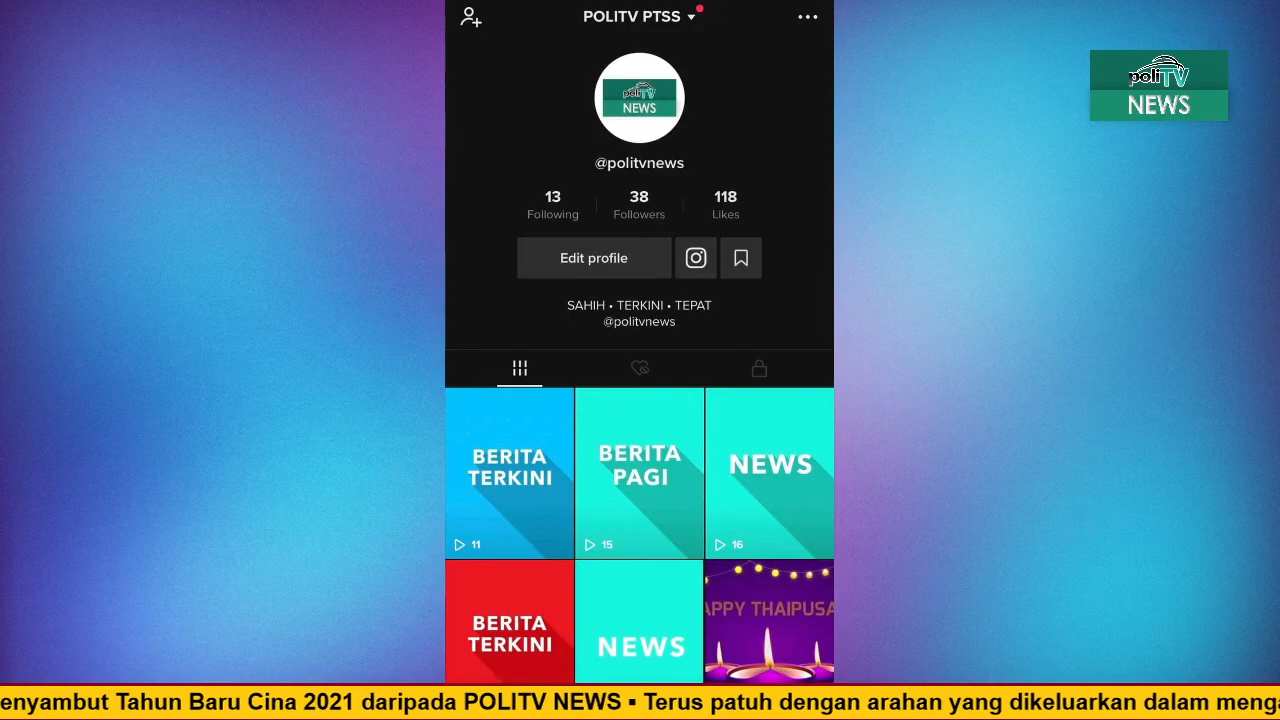 POLITV PTSS
poliTV
NEWS
poliTV
NEWS
@politvnews
13
Following
38
Followers
118
Likes
Edit profile
SAHIH • TERKINI • TEPAT
@politvnews
BERITA
TERKINI
11
BERITA
PAGI
15
NEWS
16
BERITA
TERKINI
NEWS
APPY THAIPUSA
enyambut Tahun Baru Cina 2021 daripada POLITV NEWS ▪ Terus patuh dengan arahan yang dikeluarkan dalam menga